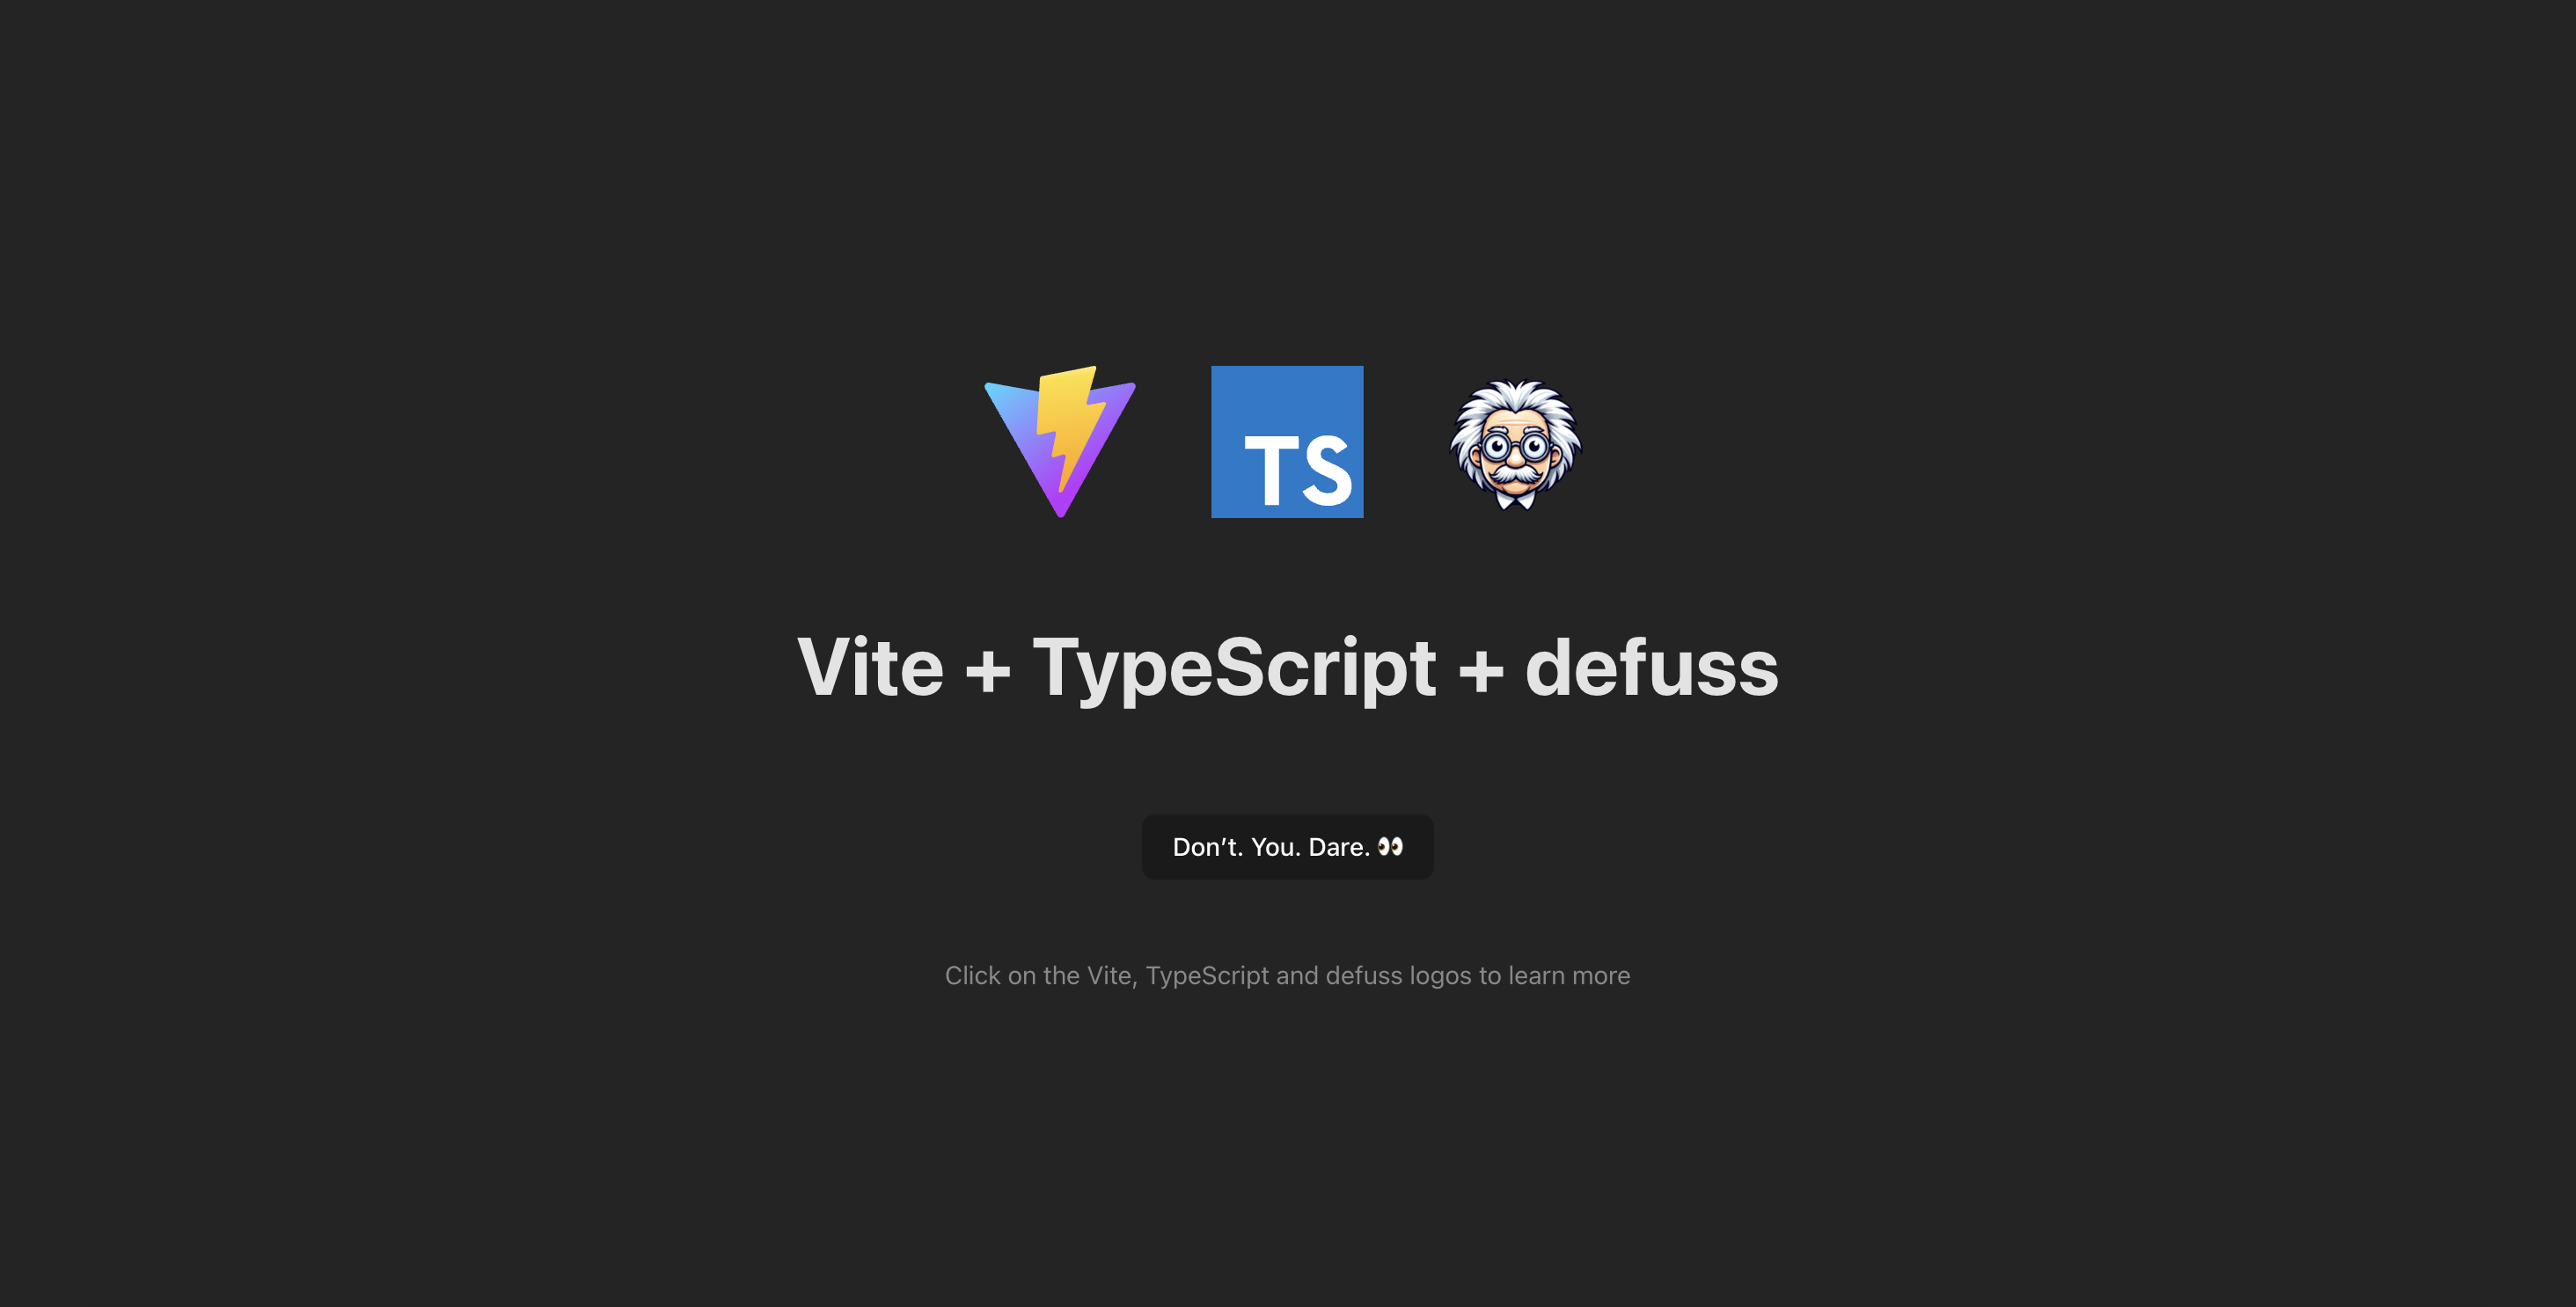 TS
Vite + TypeScript + defuss
Don’t. You. Dare. 👀
Click on the Vite, TypeScript and defuss logos to learn more